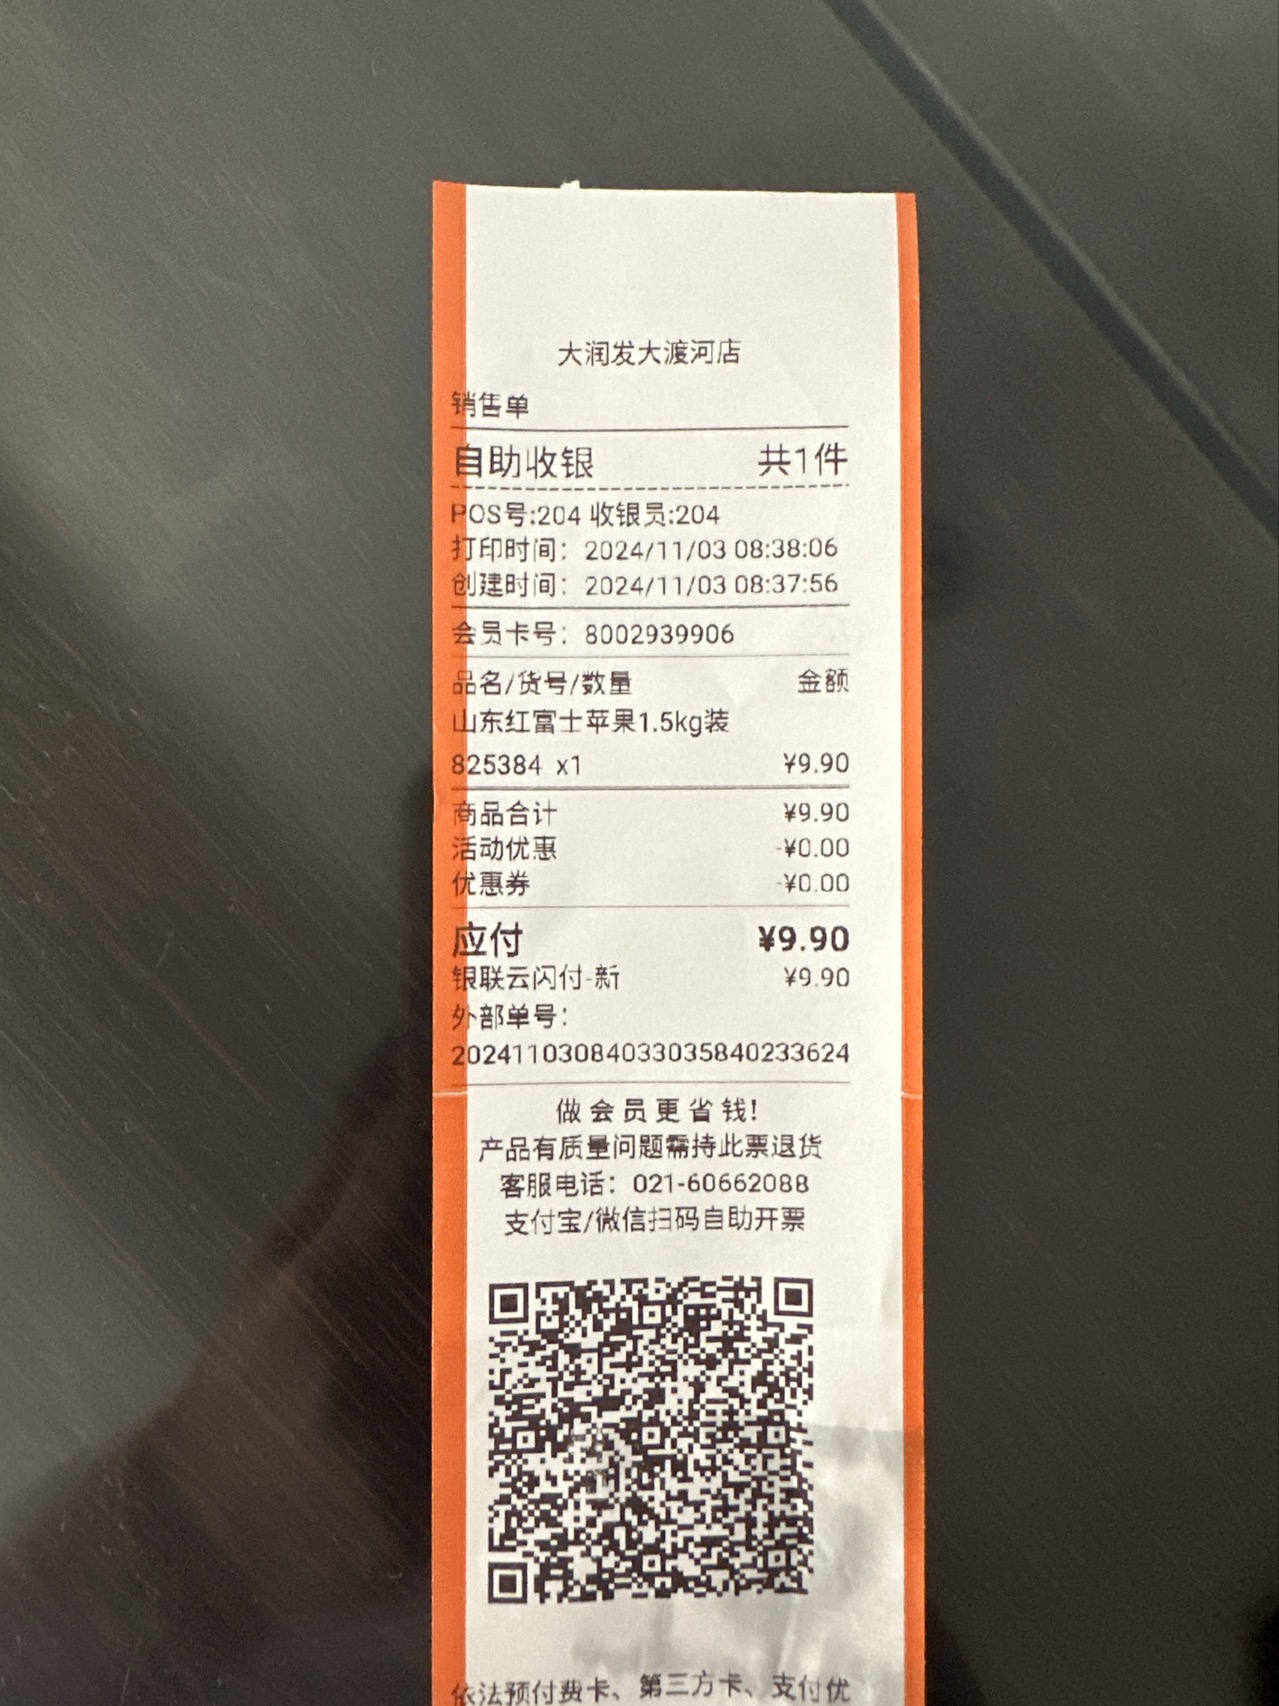 大润发大渡河店
销售单
自助收银 共1件
POS号:204 收银员:204
打印时间：2024/11/03 08:38:06
创建时间：2024/11/03 08:37:56
会员卡号：8002939906
品名/货号/数量 金额
山东红富士苹果1.5kg装
825384 x1 ¥9.90
商品合计 ¥9.90
活动优惠 -¥0.00
优惠券 -¥0.00
应付 ¥9.90
银联云闪付-新 ¥9.90
外部单号：
2024110308403303584023​3624
做会员更省钱!
产品有质量问题需持此票退货
客服电话：021-60662088
支付宝/微信扫码自助开票
依法预付费卡、第三方卡、支付优